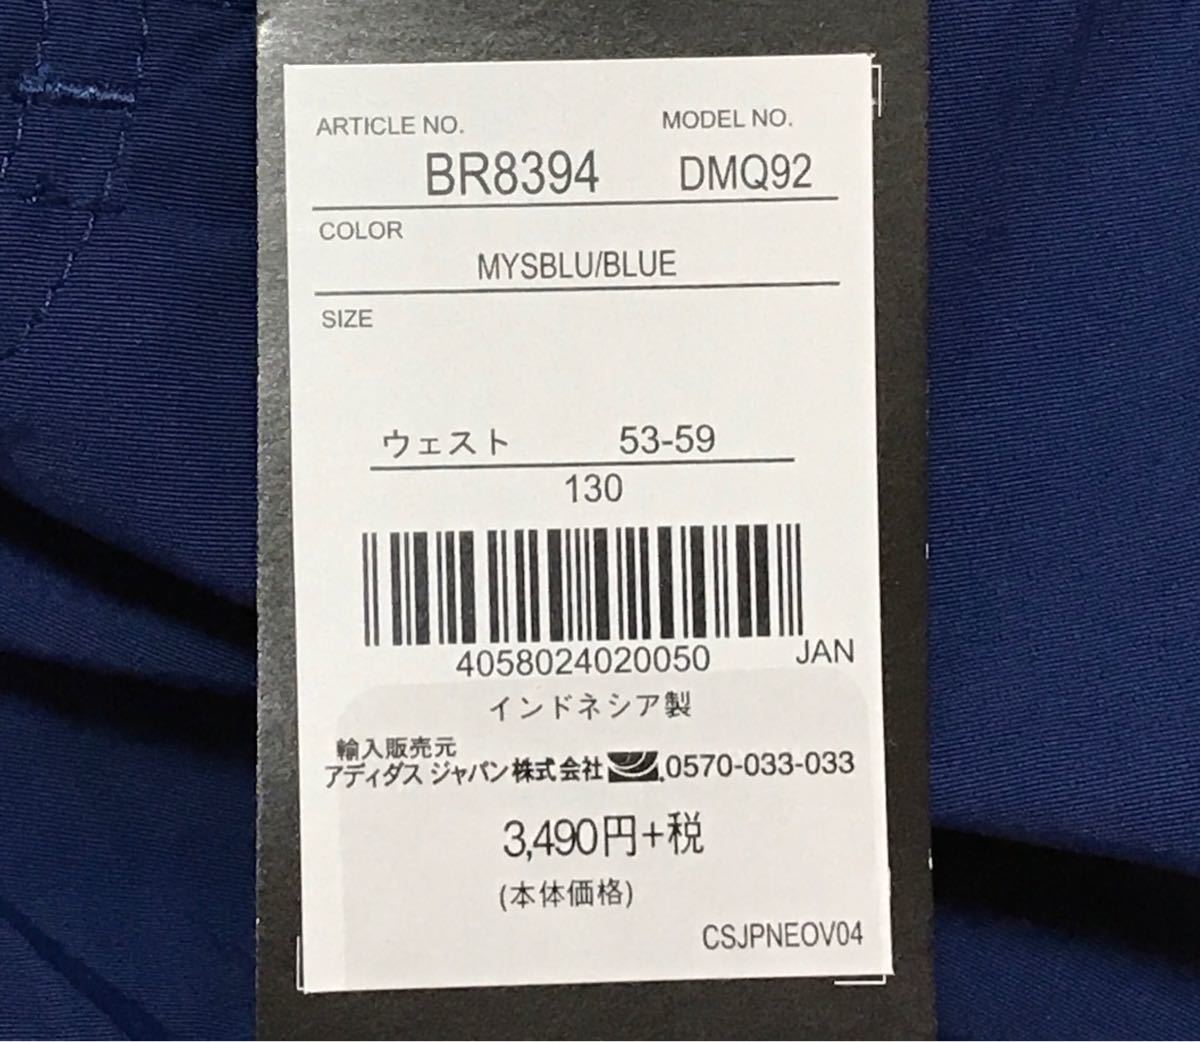 ARTICLE NO. MODEL NO.
BR8394 DMQ92
COLOR
MYSBLU/BLUE
SIZE
ウェスト 53-59
130
4058024020050 JAN
インドネシア製
輸入販売元
アディダス ジャパン株式会社 0570-033-033
3,490円+税
(本体価格)
CSJPNEOV04